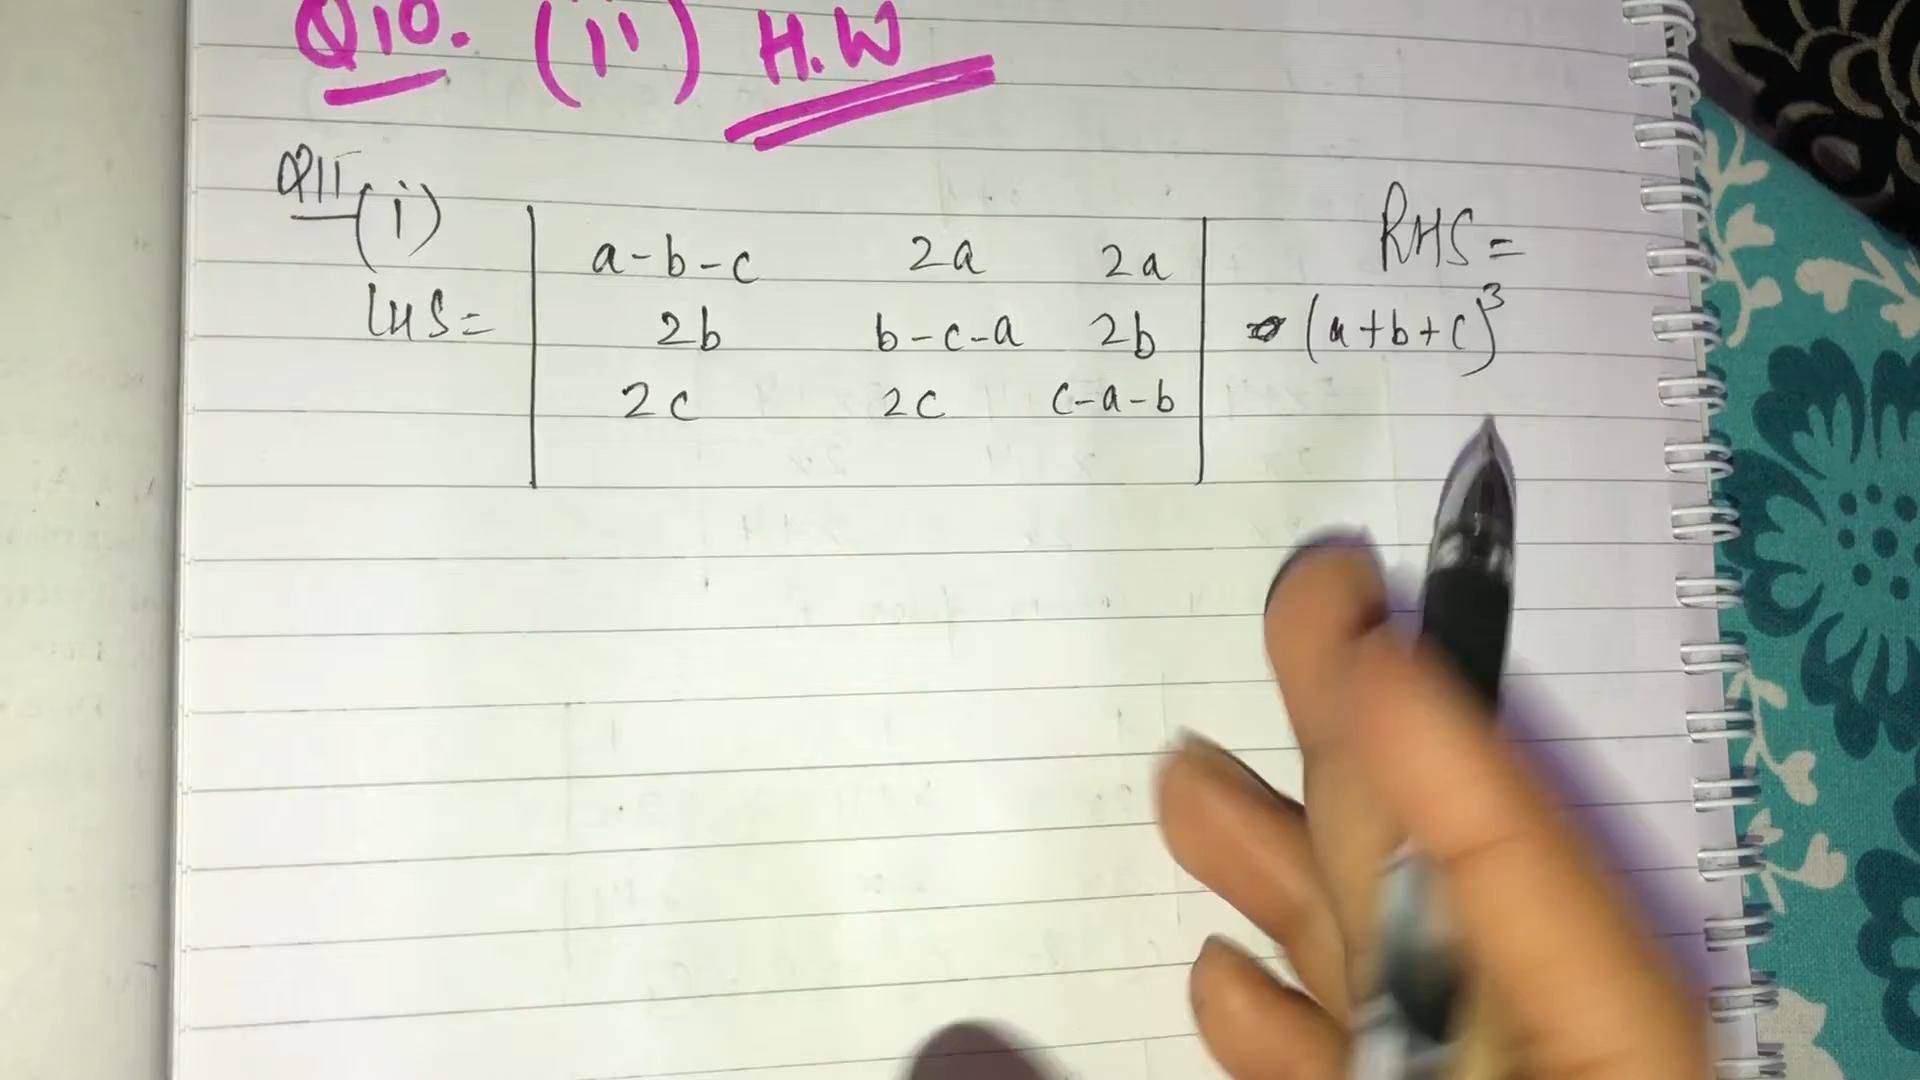 Q10. (ii) H.W
Q11 (i)
LHS =
a-b-c 2a 2a
2b b-c-a 2b
2c 2c c-a-b
RHS =
(a+b+c)³